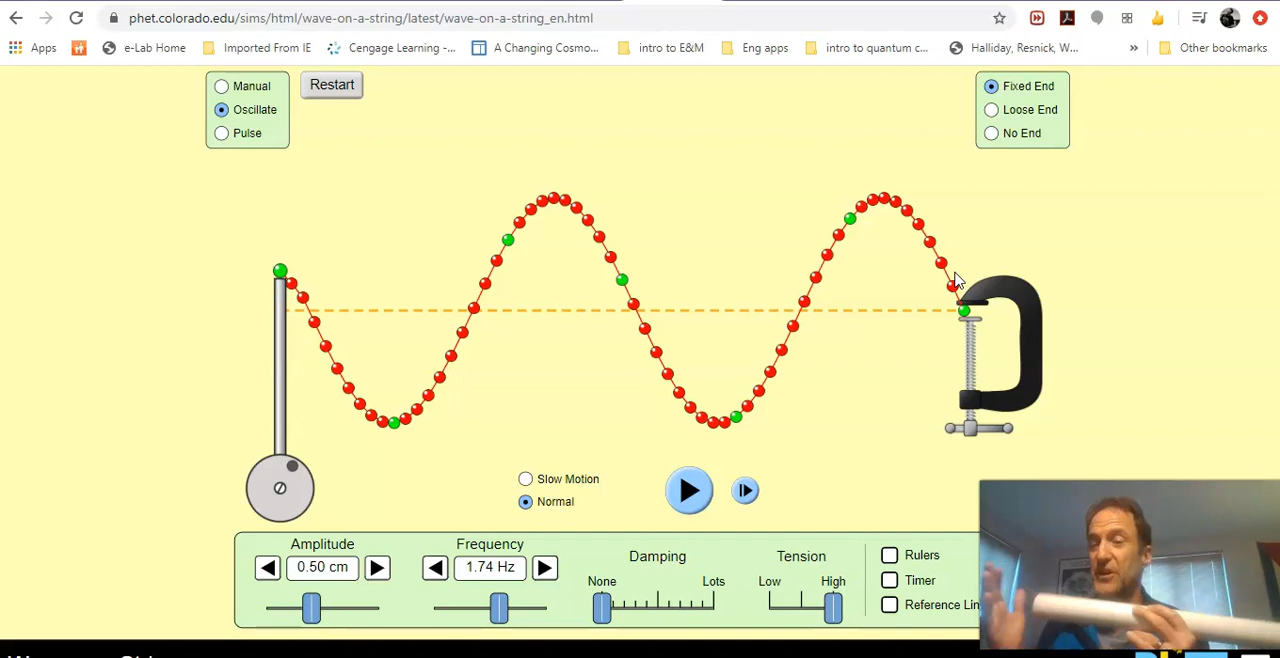 phet.colorado.edu/sims/html/wave-on-a-string/latest/wave-on-a-string_en.html
Apps e-Lab Home Imported From IE Cengage Learning -... A Changing Cosmo... intro to E&M Eng apps intro to quantum c... Halliday, Resnick, W... » Other bookmarks
Manual
Oscillate
Pulse
Restart
Fixed End
Loose End
No End
Slow Motion
Normal
Amplitude
0.50 cm
Frequency
1.74 Hz
Damping
None Lots
Tension
Low High
Rulers
Timer
Reference Lin